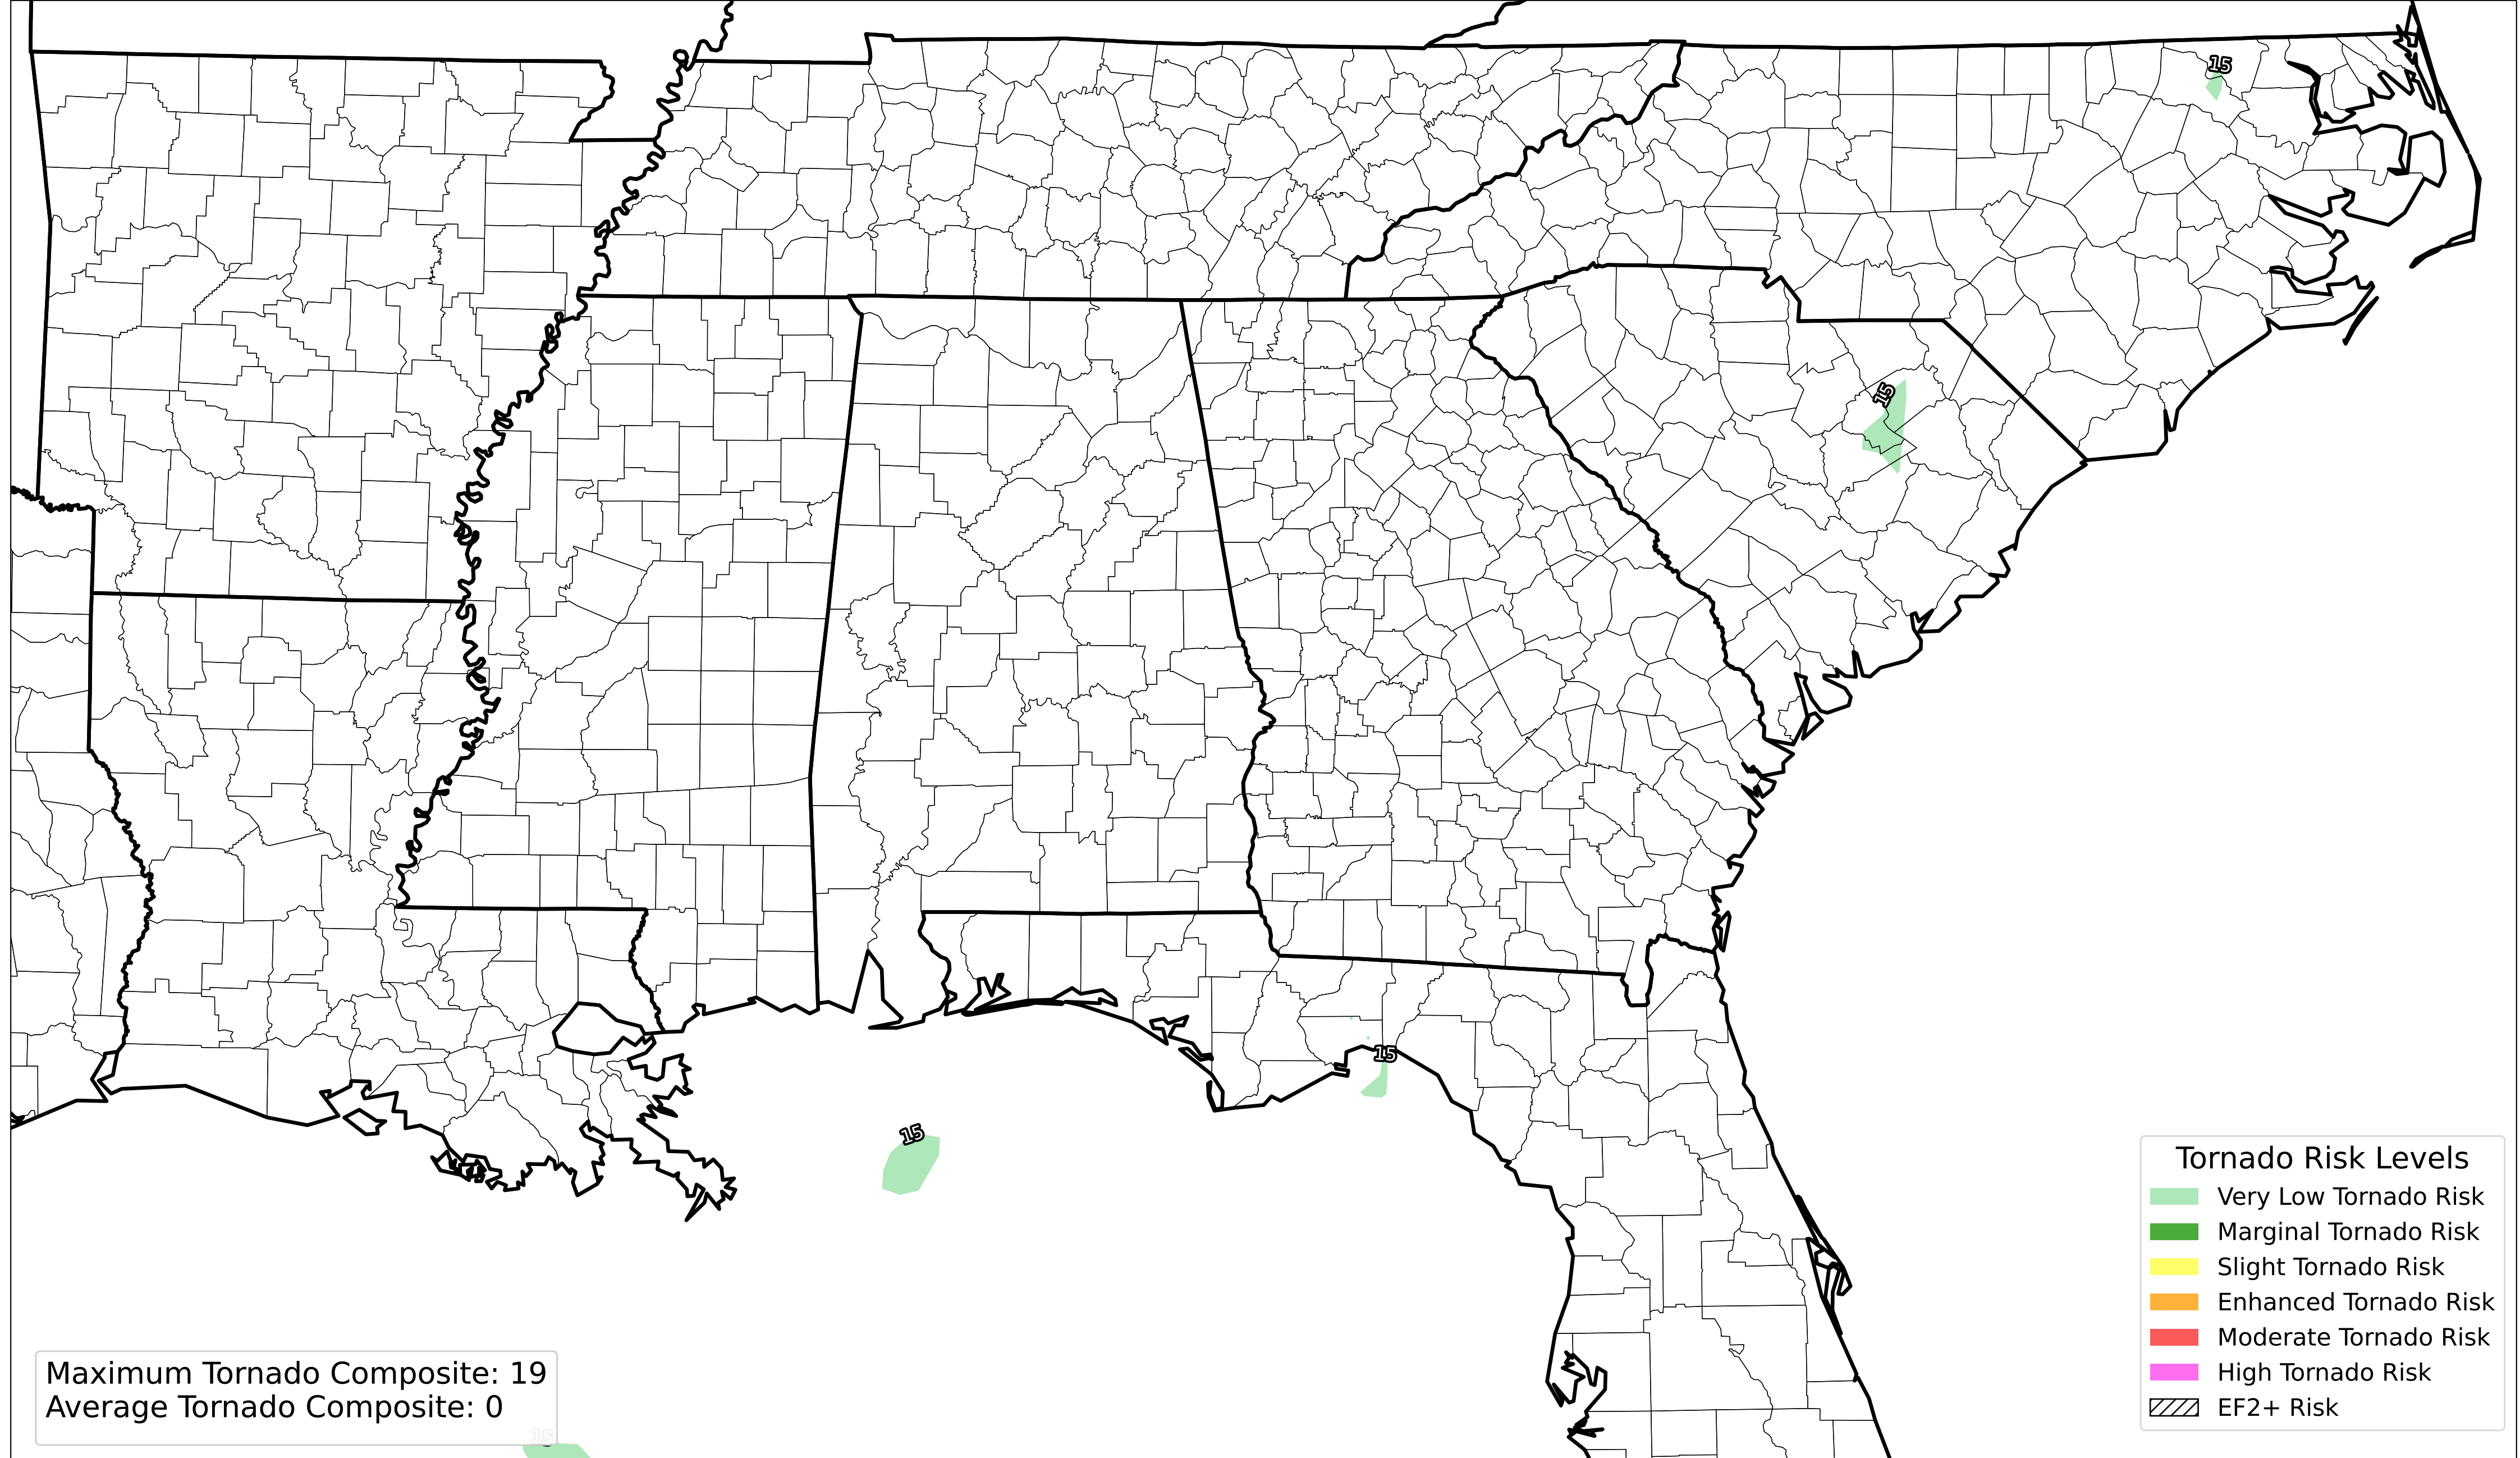 15
15
15
15
Tornado Risk Levels
Very Low Tornado Risk
Marginal Tornado Risk
Slight Tornado Risk
Enhanced Tornado Risk
Moderate Tornado Risk
High Tornado Risk
EF2+ Risk
Maximum Tornado Composite: 19
Average Tornado Composite: 0
15